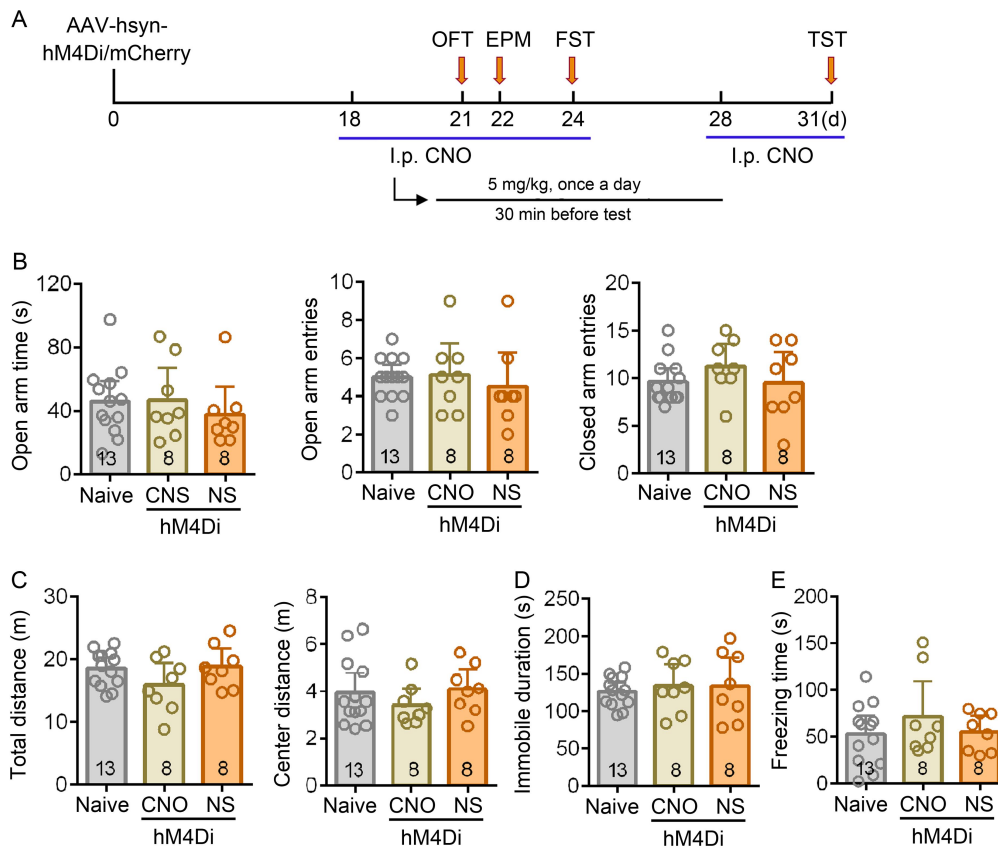 A
AAV-hsyn-
hM4Di/mCherry
OFT EPM FST TST
0 18 21 22 24 28 31(d)
I.p. CNO I.p. CNO
5 mg/kg, once a day
30 min before test
B
Open arm time (s)
120
80
40
0
13 8 8
Naive CNS NS
hM4Di
Open arm entries
10
8
6
4
2
0
13 8 8
Naive CNO NS
hM4Di
Closed arm entries
20
15
10
5
0
13 8 8
Naive CNO NS
hM4Di
C
Total distance (m)
30
20
10
0
13 8 8
Naive CNO NS
hM4Di
Center distance (m)
8
6
4
2
0
13 8 8
Naive CNO NS
hM4Di
D
Immobile duration (s)
250
200
150
100
50
0
13 8 8
Naive CNO NS
hM4Di
E
Freezing time (s)
200
150
100
50
0
13 8 8
Naive CNO NS
hM4Di